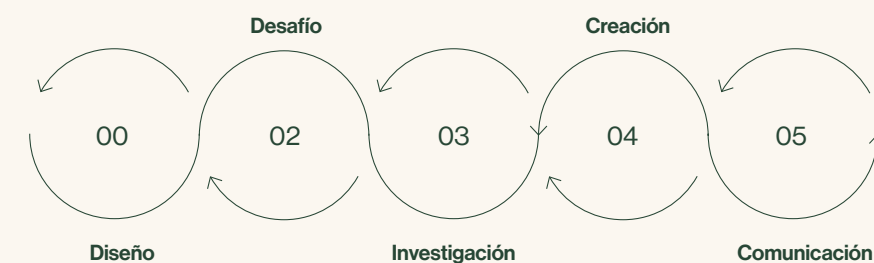 Desafío
Creación
00
02
03
04
05
Diseño
Investigación
Comunicación